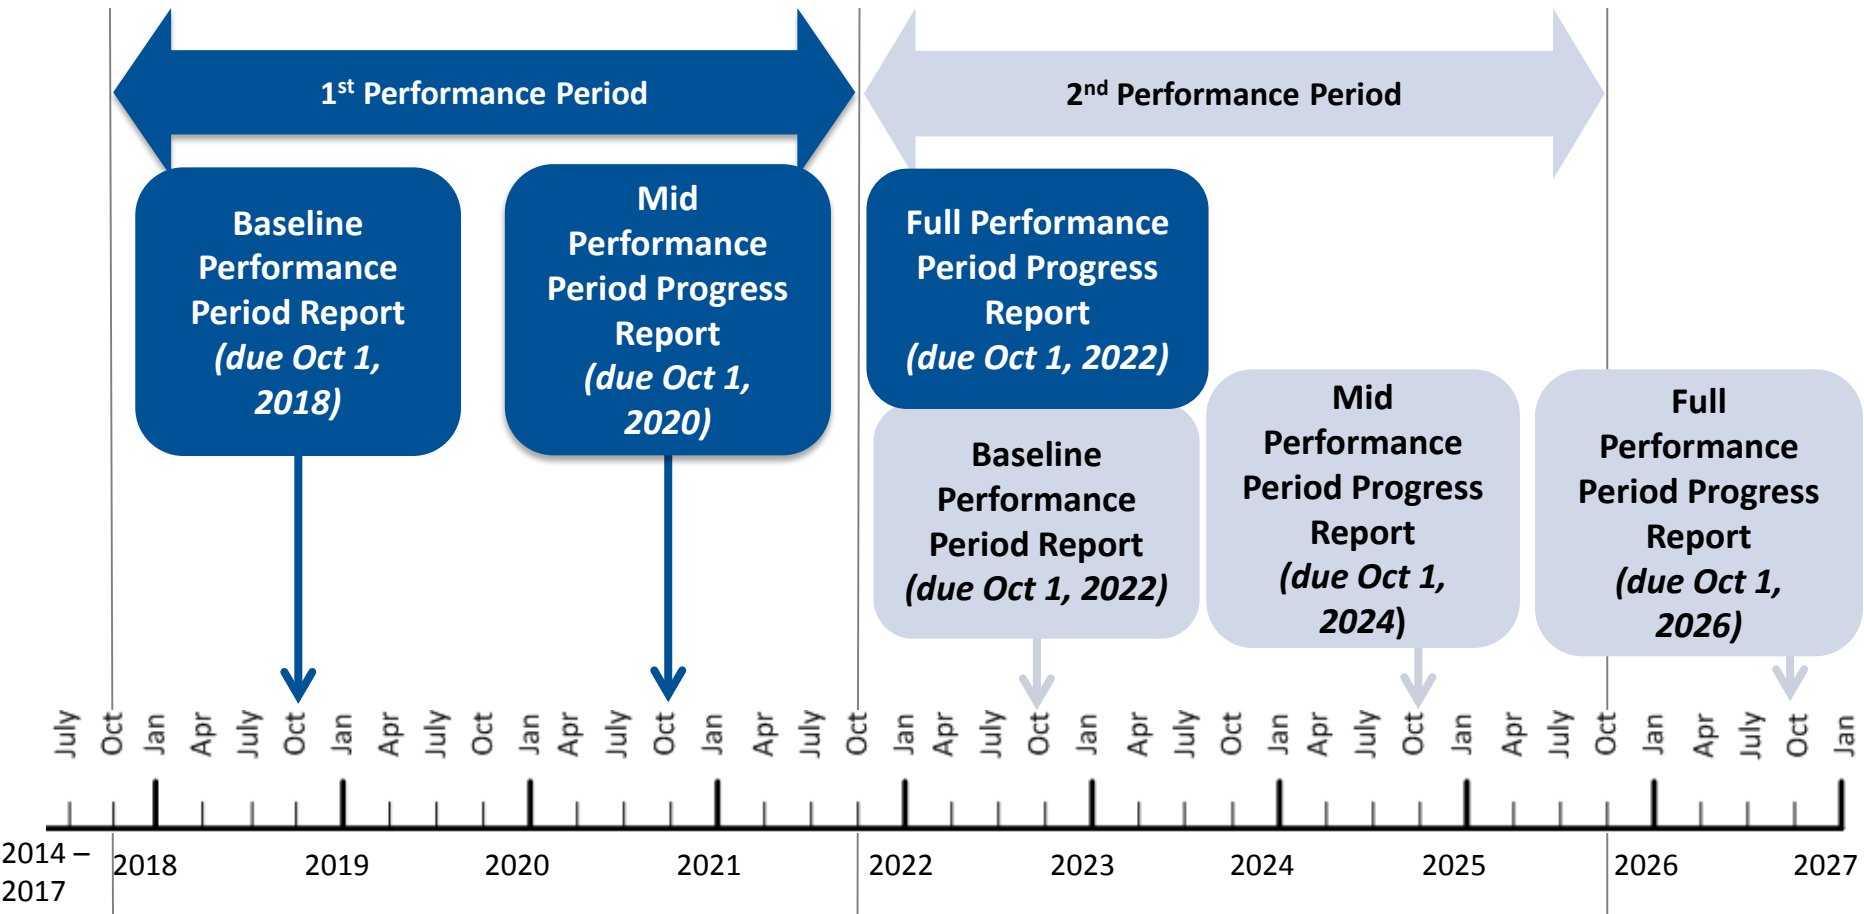 1st Performance Period
2nd Performance Period
Baseline
Performance
Period Report
(due Oct 1,
2018)
Mid
Performance
Period Progress
Report
(due Oct 1,
2020)
Full Performance
Period Progress
Report
(due Oct 1, 2022)
Baseline
Performance
Period Report
(due Oct 1, 2022)
Mid
Performance
Period Progress
Report
(due Oct 1,
2024)
Full
Performance
Period Progress
Report
(due Oct 1,
2026)
July Oct Jan Apr July Oct Jan Apr July Oct Jan Apr July Oct Jan Apr July Oct Jan Apr July Oct Jan Apr July Oct Jan Apr July Oct Jan Apr July Oct Jan Apr July Oct Jan
2014 –
2017
2018 2019 2020 2021 2022 2023 2024 2025 2026 2027